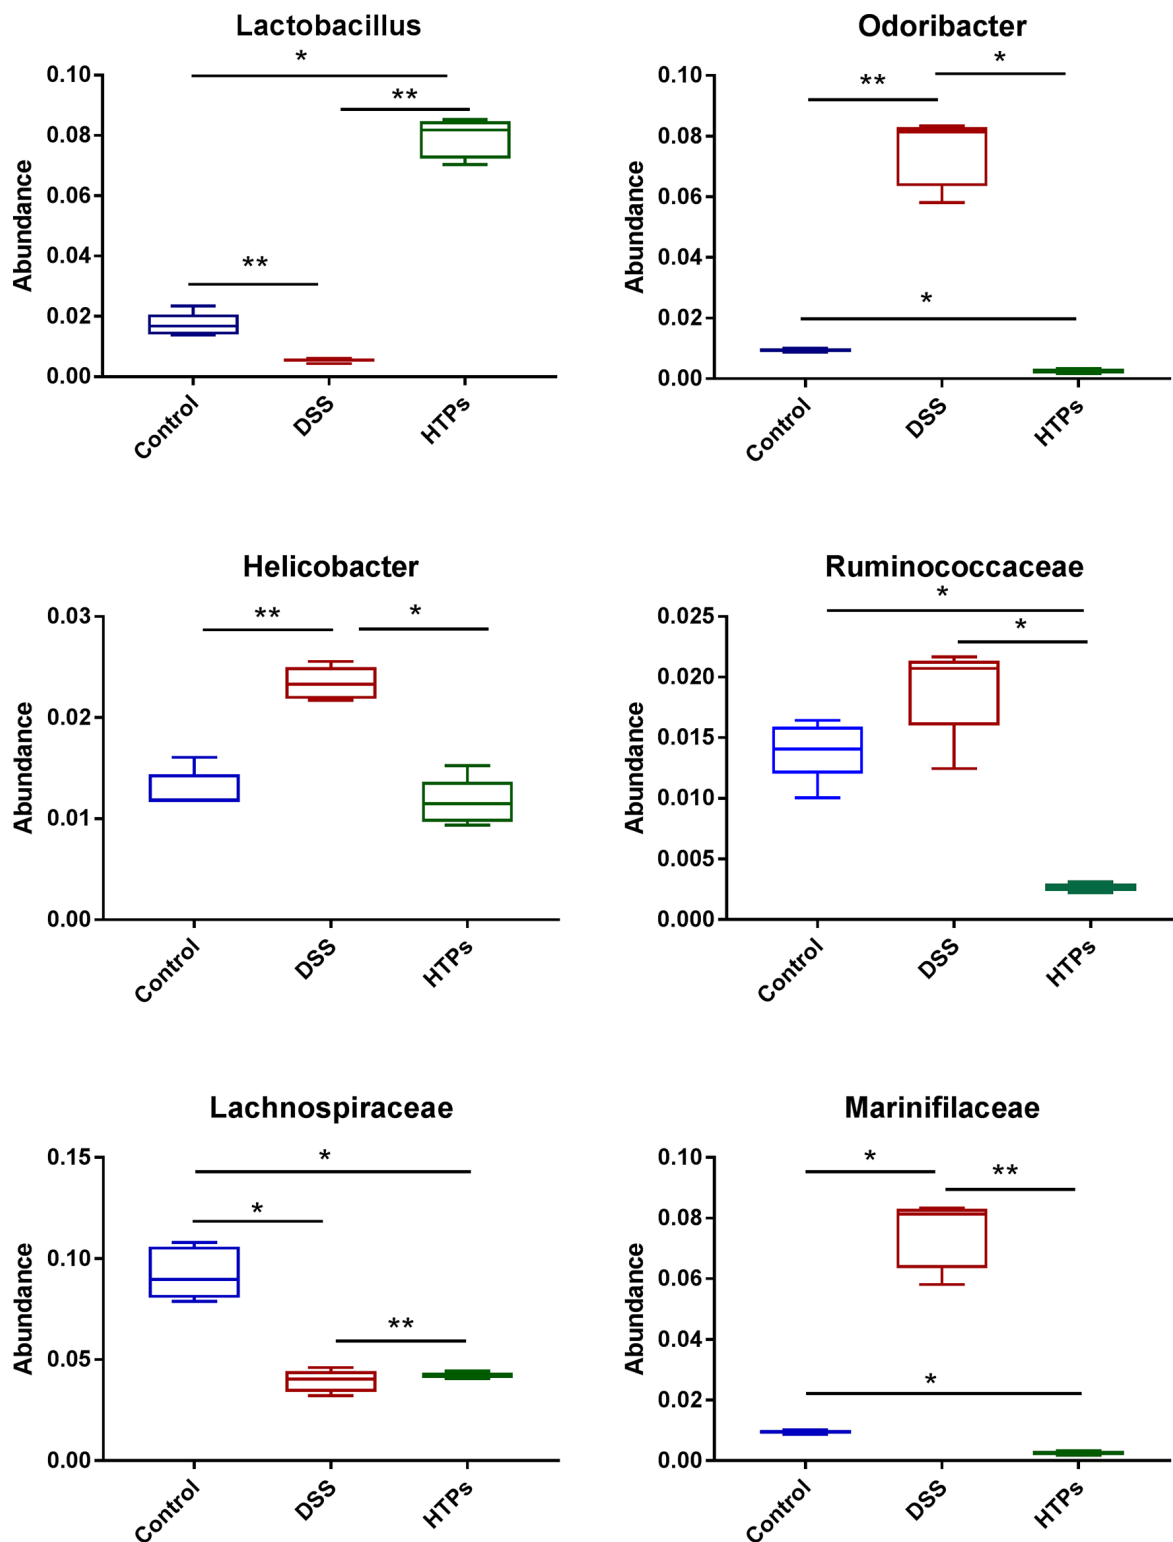 Lactobacillus
Abundance
0.10
0.08
0.06
0.04
0.02
0.00
*
**
**
Control
DSS
HTPs
Odoribacter
Abundance
0.10
0.08
0.06
0.04
0.02
0.00
**
*
*
Control
DSS
HTPs
Helicobacter
Abundance
0.03
0.02
0.01
0.00
**
*
Control
DSS
HTPs
Ruminococcaceae
Abundance
0.025
0.020
0.015
0.010
0.005
0.000
*
*
Control
DSS
HTPs
Lachnospiraceae
Abundance
0.15
0.10
0.05
0.00
*
*
**
Control
DSS
HTPs
Marinifilaceae
Abundance
0.10
0.08
0.06
0.04
0.02
0.00
*
**
*
Control
DSS
HTPs